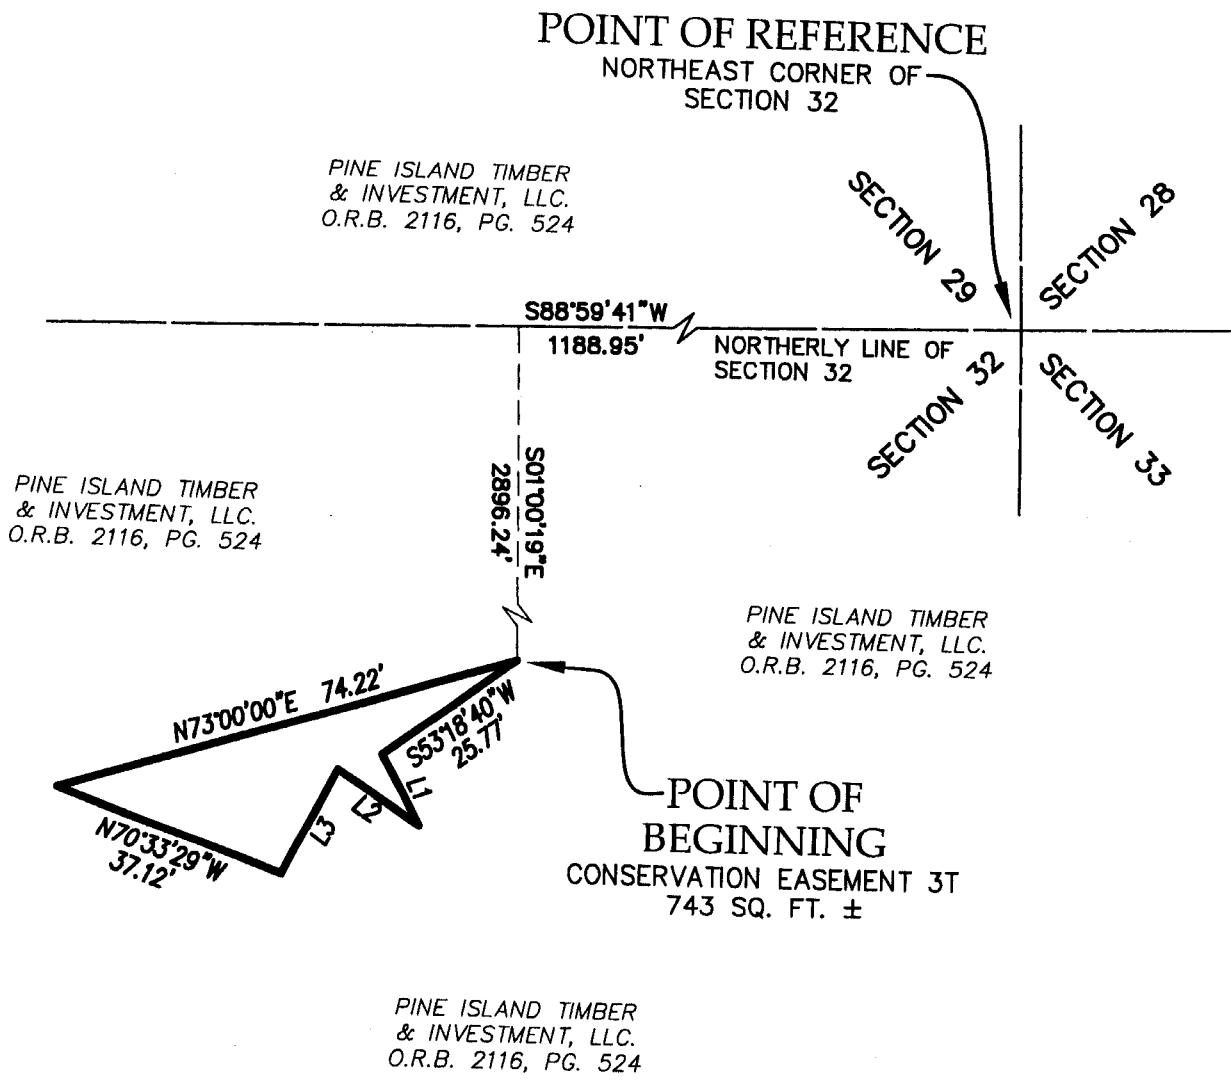 POINT OF REFERENCE
NORTHEAST CORNER OF
SECTION 32
PINE ISLAND TIMBER
& INVESTMENT, LLC.
O.R.B. 2116, PG. 524
SECTION 29
SECTION 28
S88°59'41"W
1188.95'
NORTHERLY LINE OF
SECTION 32
SECTION 32
SECTION 33
S01°00'19"E
2896.24'
PINE ISLAND TIMBER
& INVESTMENT, LLC.
O.R.B. 2116, PG. 524
PINE ISLAND TIMBER
& INVESTMENT, LLC.
O.R.B. 2116, PG. 524
N73°00'00"E 74.22'
S53°18'40"W
25.77'
L1
L2
L3
N70°33'29"W
37.12'
POINT OF
BEGINNING
CONSERVATION EASEMENT 3T
743 SQ. FT. ±
PINE ISLAND TIMBER
& INVESTMENT, LLC.
O.R.B. 2116, PG. 524